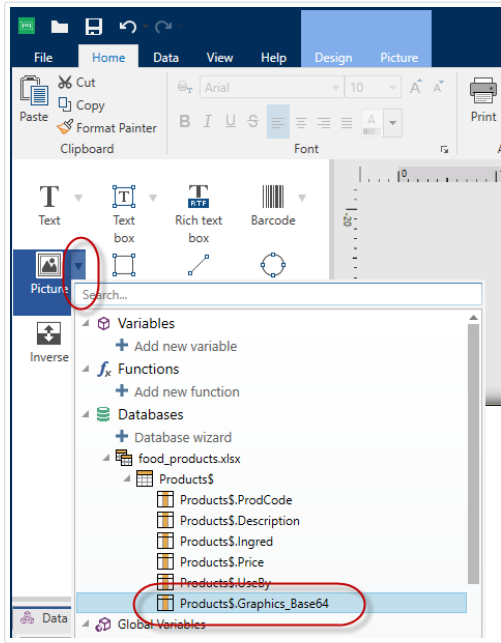 File Home Data View Help Design Picture
Paste
Cut
Copy
Format Painter
Clipboard
Arial 10
B I U S
Font
Print
Text
Text box
Rich text box
Barcode
Picture
Inverse
Search...
Variables
Add new variable
Functions
Add new function
Databases
Database wizard
food_products.xlsx
Products$
Products$.ProdCode
Products$.Description
Products$.Ingred
Products$.Price
Products$.UseBy
Products$.Graphics_Base64
Global Variables
Data